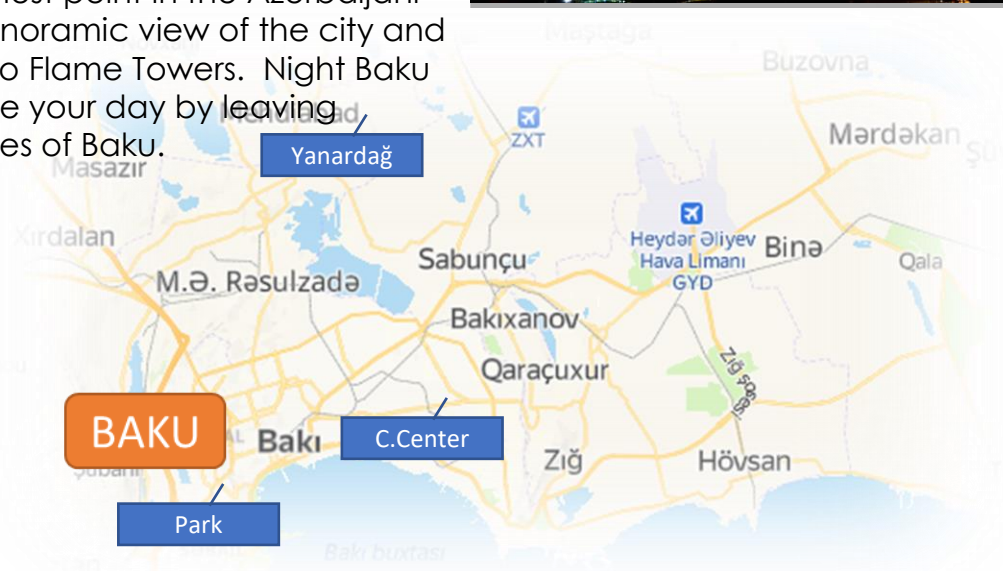 noramic view of the city and
o Flame Towers. Night Baku
e your day by leaving
es of Baku.
Maştağa
Buzovna
Mehdiabad
ZXT
Yanardağ
Mərdəkan
Masazır
Xırdalan
Heydər Əliyev
Hava Limanı
GYD
Binə
Qala
Sabunçu
M.Ə. Rəsulzadə
Bakıxanov
Qaraçuxur
Zığ şosesi
BAKU
Bakı
C.Center
Zığ
Hövsan
Şubanı
Park
Bakı buxtası